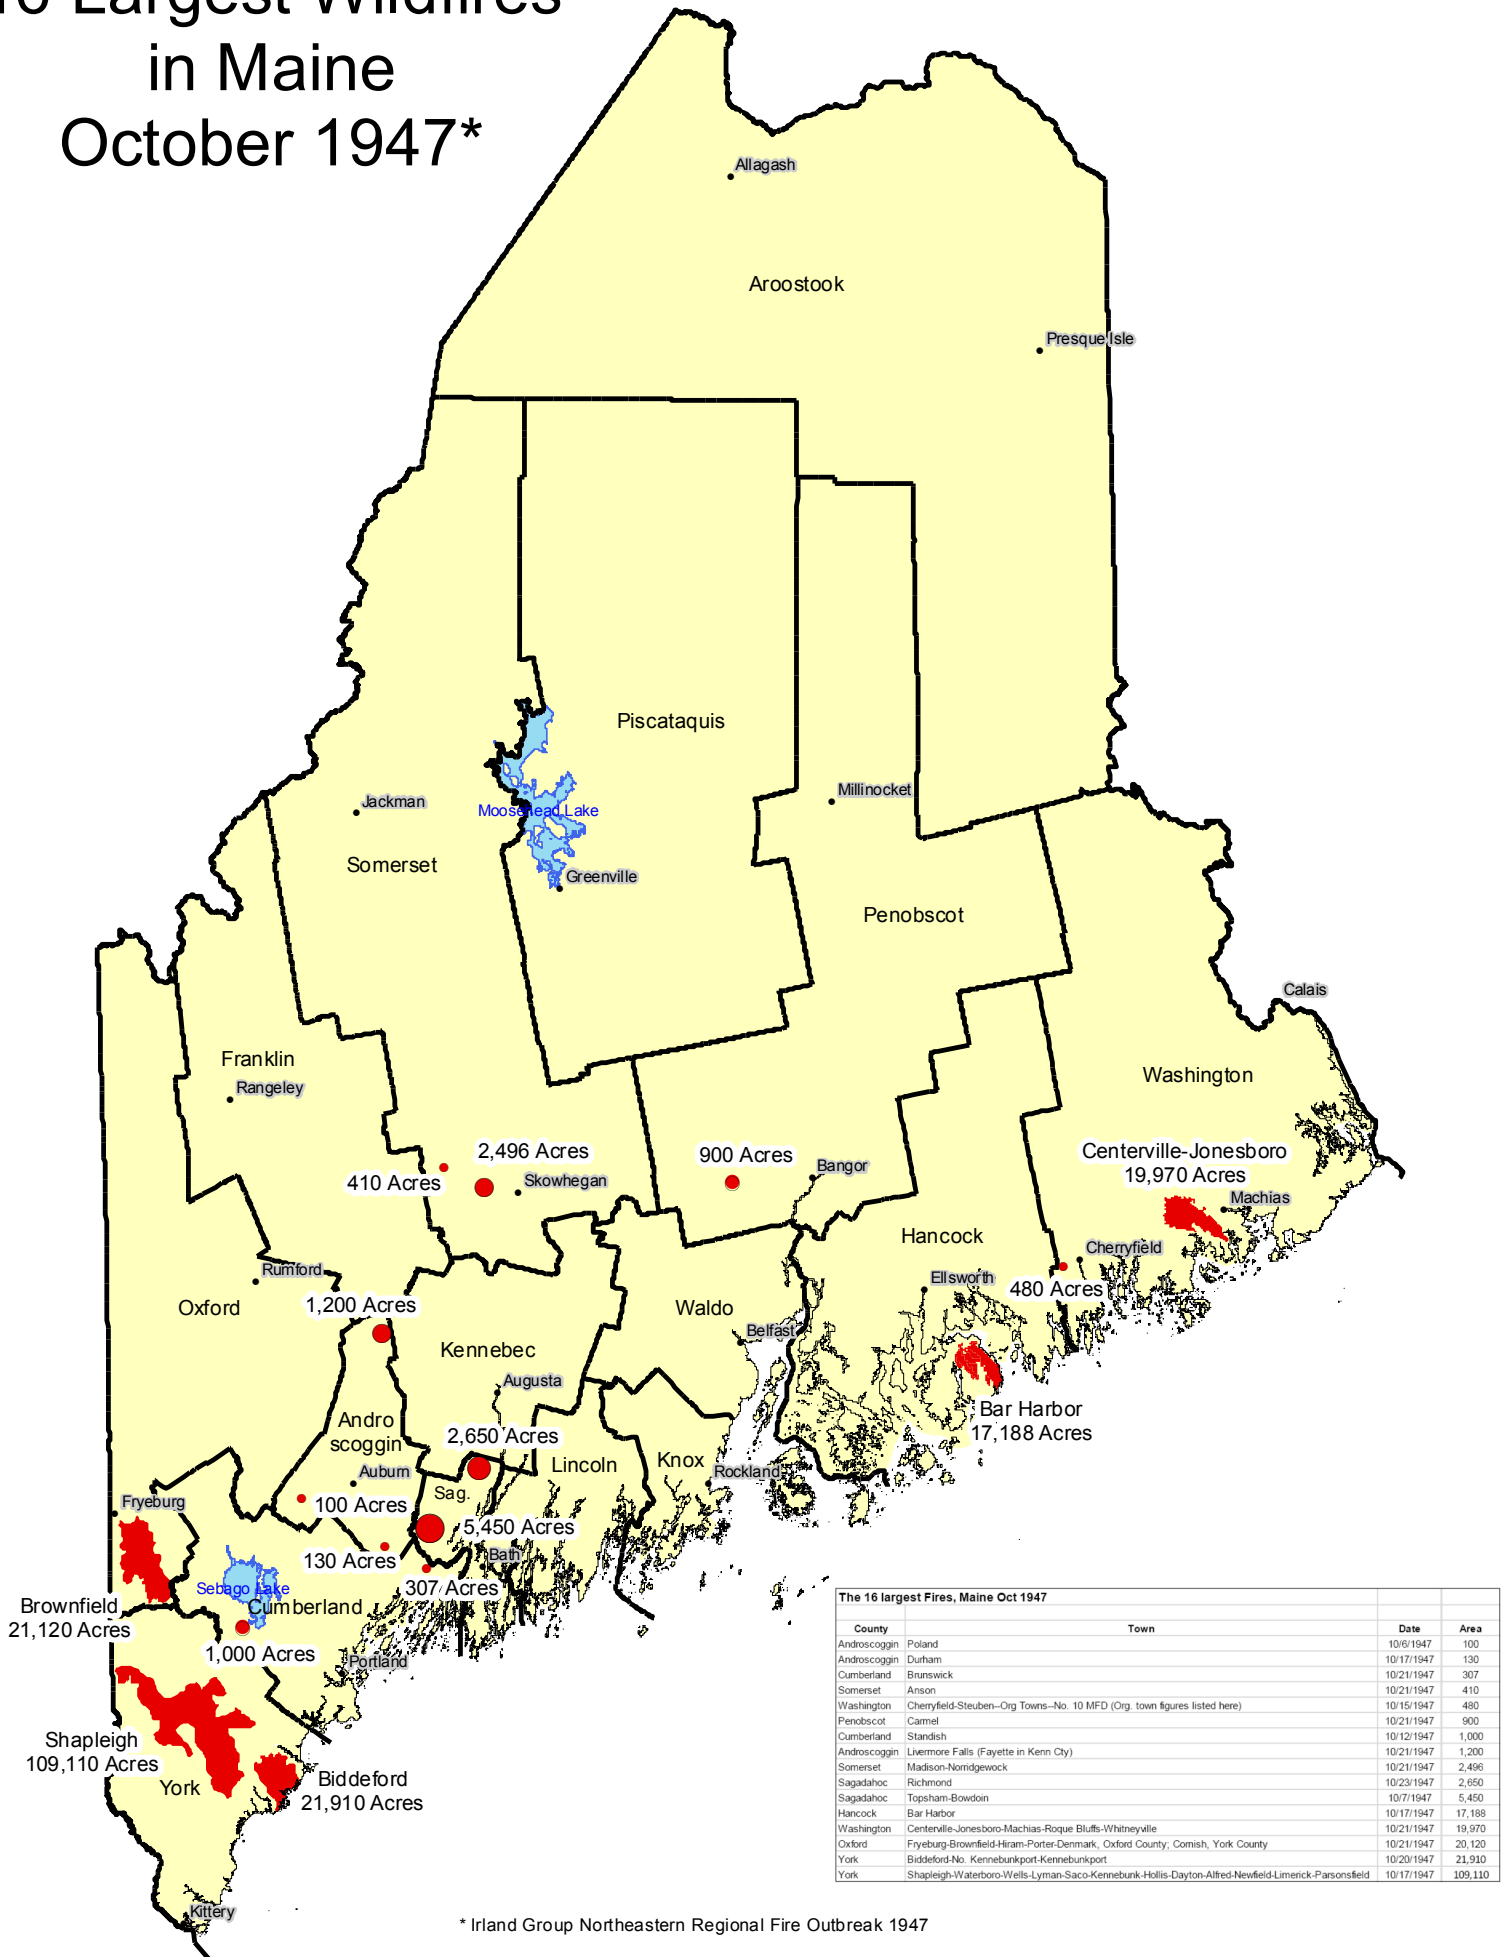 16 Largest Wildfires
in Maine
October 1947*
Allagash
Aroostook
Presque Isle
Piscataquis
Jackman
Moosehead Lake
Millinocket
Somerset
Greenville
Penobscot
Calais
Franklin
Rangeley
Washington
2,496 Acres
410 Acres
Skowhegan
900 Acres
Bangor
Centerville-Jonesboro
19,970 Acres
Machias
Hancock
Cherryfield
Rumford
Ellsworth
480 Acres
Oxford
1,200 Acres
Waldo
Belfast
Kennebec
Augusta
Bar Harbor
17,188 Acres
Andro
scoggin
2,650 Acres
Lincoln
Knox
Rockland
Auburn
Sag.
Fryeburg
100 Acres
5,450 Acres
130 Acres
Bath
307 Acres
Sebago Lake
Cumberland
Brownfield
21,120 Acres
1,000 Acres
Portland
Shapleigh
109,110 Acres
York
Biddeford
21,910 Acres
Kittery
The 16 largest Fires, Maine Oct 1947
County Town Date Area
Androscoggin Poland 10/6/1947 100
Androscoggin Durham 10/17/1947 130
Cumberland Brunswick 10/21/1947 307
Somerset Anson 10/21/1947 410
Washington Cherryfield-Steuben--Org Towns--No. 10 MFD (Org. town figures listed here) 10/15/1947 480
Penobscot Carmel 10/21/1947 900
Cumberland Standish 10/12/1947 1,000
Androscoggin Livermore Falls (Fayette in Kenn Cty) 10/21/1947 1,200
Somerset Madison-Norridgewock 10/21/1947 2,496
Sagadahoc Richmond 10/23/1947 2,650
Sagadahoc Topsham-Bowdoin 10/7/1947 5,450
Hancock Bar Harbor 10/17/1947 17,188
Washington Centerville-Jonesboro-Machias-Roque Bluffs-Whitneyville 10/21/1947 19,970
Oxford Fryeburg-Brownfield-Hiram-Porter-Denmark, Oxford County; Cornish, York County 10/21/1947 20,120
York Biddeford-No. Kennebunkport-Kennebunkport 10/20/1947 21,910
York Shapleigh-Waterboro-Wells-Lyman-Saco-Kennebunk-Hollis-Dayton-Alfred-Newfield-Limerick-Parsonsfield 10/17/1947 109,110
* Irland Group Northeastern Regional Fire Outbreak 1947